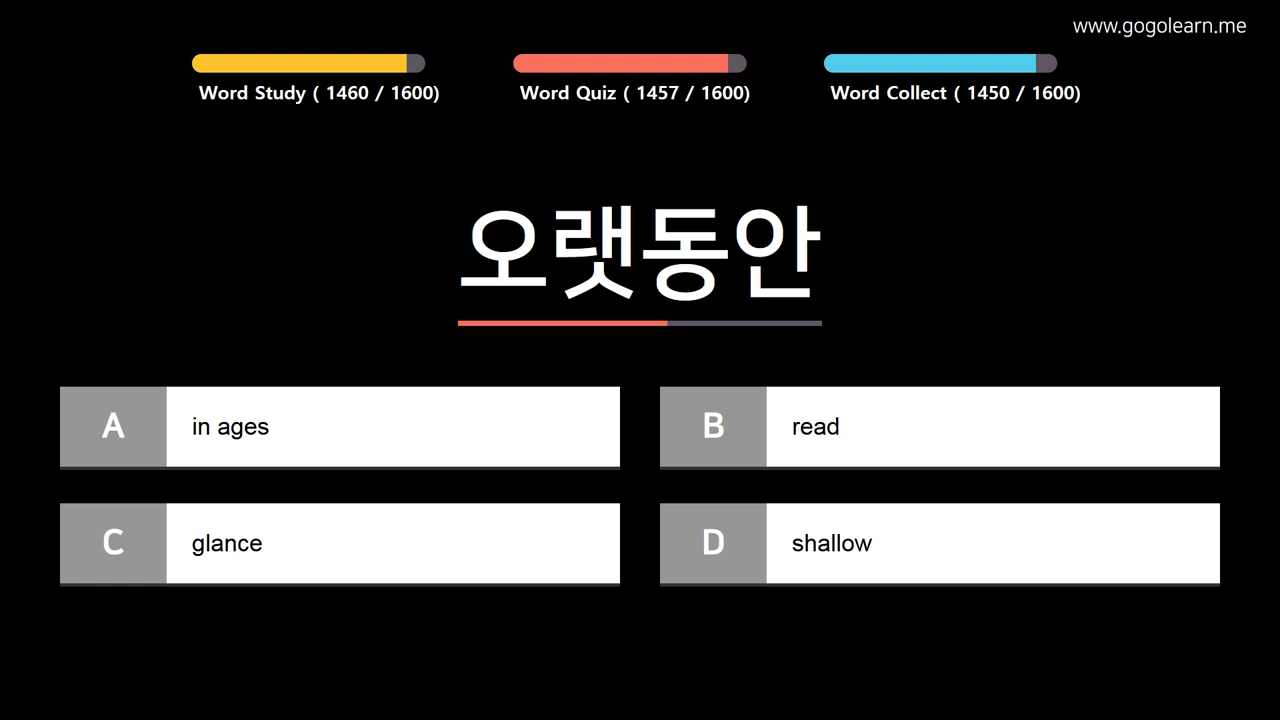 www.gogolearn.me
Word Study ( 1460 / 1600)
Word Quiz ( 1457 / 1600)
Word Collect ( 1450 / 1600)
오랫동안
A in ages
B read
C glance
D shallow